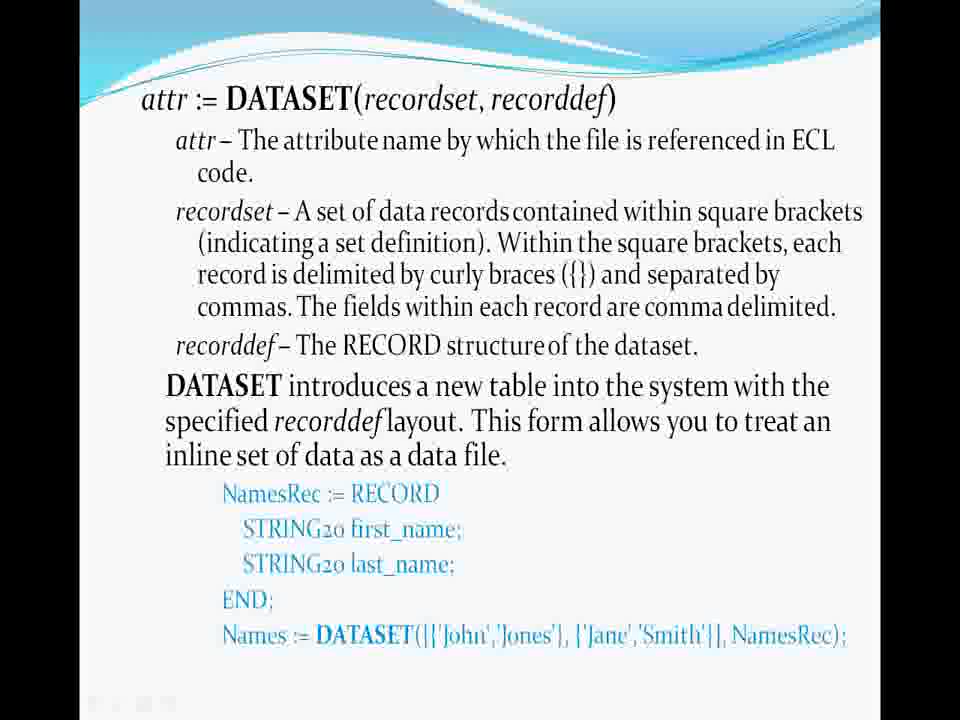 attr := DATASET(recordset, recorddef)
attr – The attribute name by which the file is referenced in ECL
code.
recordset – A set of data records contained within square brackets
(indicating a set definition). Within the square brackets, each
record is delimited by curly braces ({}) and separated by
commas. The fields within each record are comma delimited.
recorddef – The RECORD structure of the dataset.
DATASET introduces a new table into the system with the
specified recorddef layout. This form allows you to treat an
inline set of data as a data file.
NamesRec := RECORD
STRING20 first_name;
STRING20 last_name;
END;
Names := DATASET([{'John','Jones'}, {'Jane','Smith'}], NamesRec);